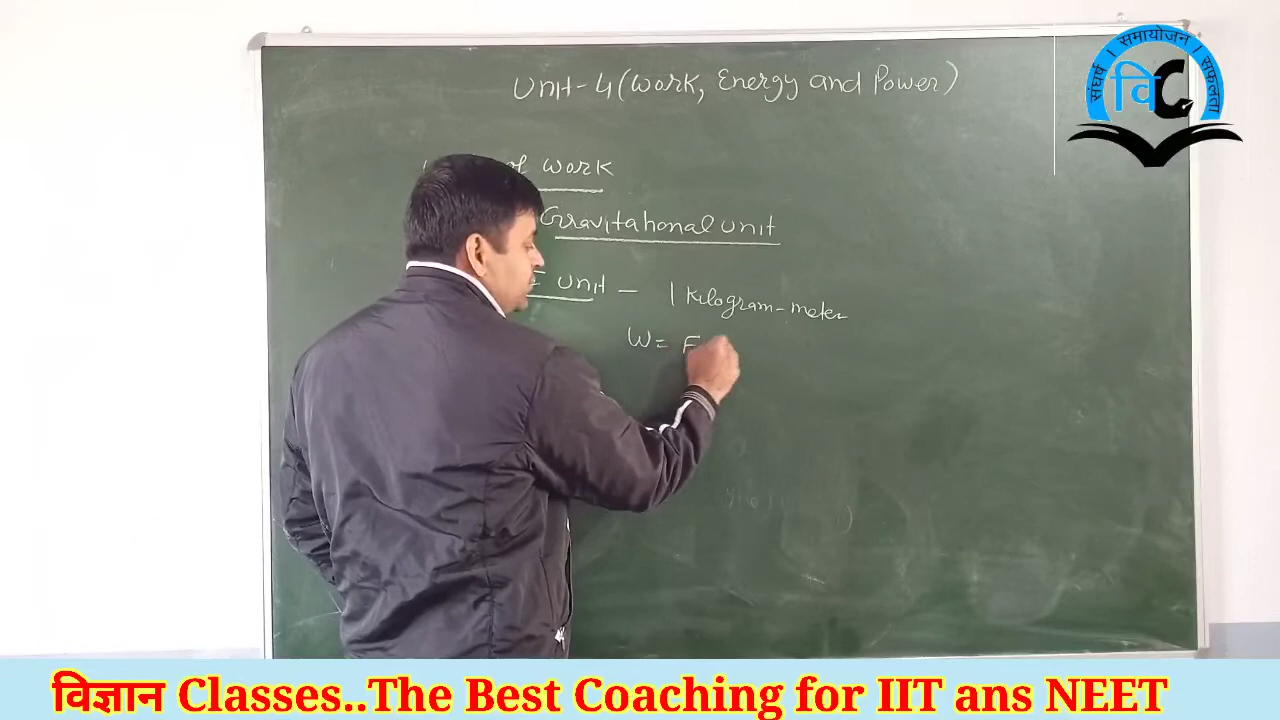 Unit-4 (Work, Energy and Power)
संघर्ष । समायोजन । सफलता
वि
of work
Gravitational unit
unit - 1 Kilogram-meter
W = F
विज्ञान Classes..The Best Coaching for IIT ans NEET